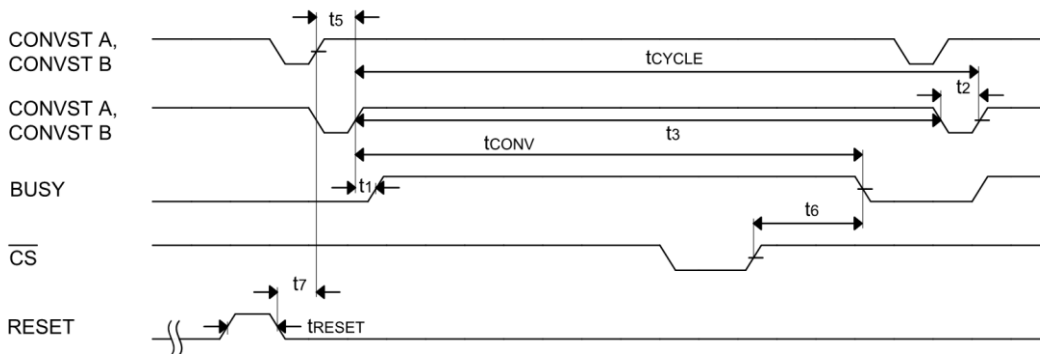 t5
CONVST A,
CONVST B
tCYCLE
t2
CONVST A,
CONVST B
t3
tCONV
BUSY
t1
t6
CS
t7
RESET
tRESET